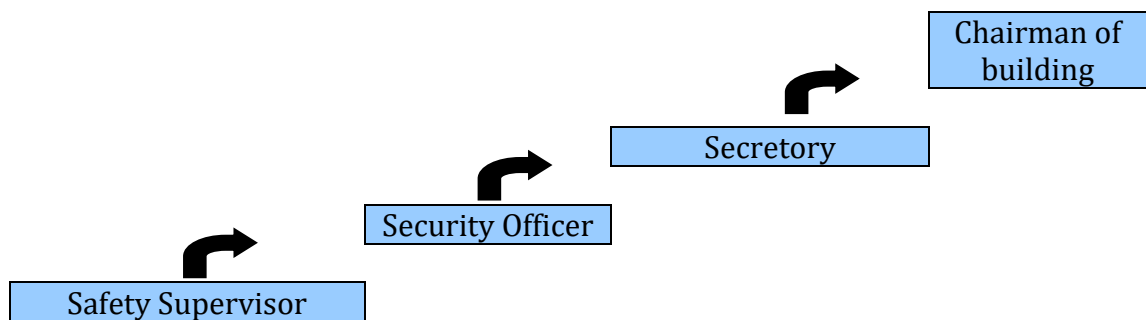 Chairman of
building
Secretory
Security Officer
Safety Supervisor